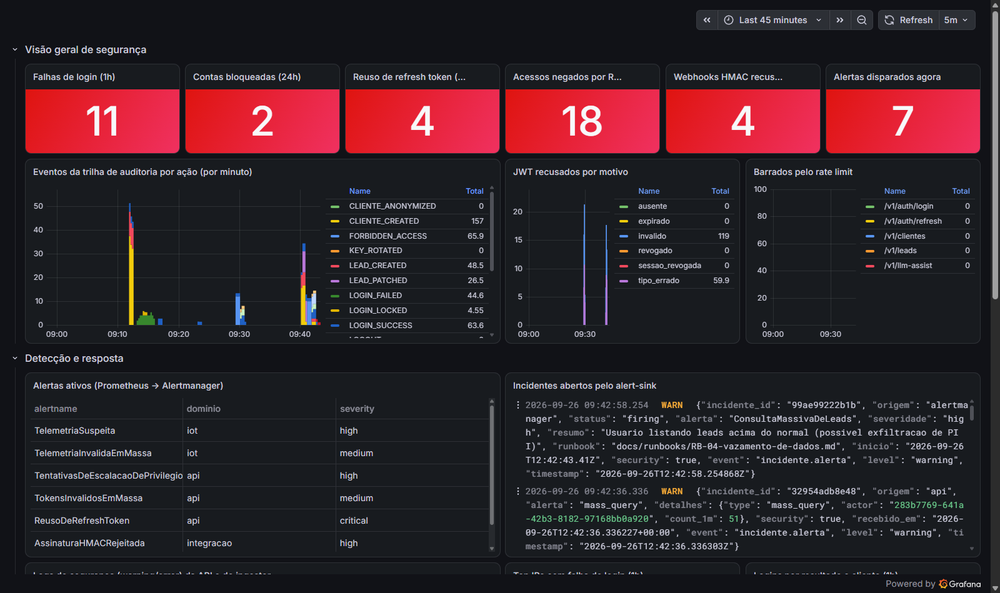 Last 45 minutes
Refresh
5m
Visão geral de segurança
Falhas de login (1h)
11
Contas bloqueadas (24h)
2
Reuso de refresh token (...
4
Acessos negados por R...
18
Webhooks HMAC recus...
4
Alertas disparados agora
7
Eventos da trilha de auditoria por ação (por minuto)
50
40
30
20
10
0
09:00 09:10 09:20 09:30 09:40
Name Total
CLIENTE_ANONYMIZED 0
CLIENTE_CREATED 157
FORBIDDEN_ACCESS 65.9
KEY_ROTATED 0
LEAD_CREATED 48.5
LEAD_PATCHED 26.5
LOGIN_FAILED 44.6
LOGIN_LOCKED 4.55
LOGIN_SUCCESS 63.6
JWT recusados por motivo
20
15
10
5
0
09:00 09:30
Name Total
ausente 0
expirado 0
invalido 119
revogado 0
sessao_revogada 0
tipo_errado 59.9
Barrados pelo rate limit
100
80
60
40
20
0
09:00 09:30
Name Total
/v1/auth/login 0
/v1/auth/refresh 0
/v1/clientes 0
/v1/leads 0
/v1/llm-assist 0
Detecção e resposta
Alertas ativos (Prometheus → Alertmanager)
alertname dominio severity
TelemetriaSuspeita iot high
TelemetriaInvalidaEmMassa iot medium
TentativasDeEscalacaoDePrivilegio api high
TokensInvalidosEmMassa api medium
ReusoDeRefreshToken api critical
AssinaturaHMACRejeitada integracao high
Incidentes abertos pelo alert-sink
2026-09-26 09:42:58.254 WARN {"incidente_id": "99ae99222b1b", "origem": "alertma
nager", "status": "firing", "alerta": "ConsultaMassivaDeLeads", "severidade": "hig
h", "resumo": "Usuario listando leads acima do normal (possivel exfiltracao de PI
I)", "runbook": "docs/runbooks/RB-04-vazamento-de-dados.md", "inicio": "2026-09-26
T12:42:43.41Z", "security": true, "event": "incidente.alerta", "level": "warning",
"timestamp": "2026-09-26T12:42:58.254868Z"}
2026-09-26 09:42:36.336 WARN {"incidente_id": "32954adb8e48", "origem": "api",
"alerta": "mass_query", "detalhes": {"type": "mass_query", "actor": "283b7769-641a
-42b3-8182-97168bb0a920", "count_1m": 51}, "security": true, "recebido_em": "2026-
09-26T12:42:36.336227+00:00", "event": "incidente.alerta", "level": "warning", "ti
mestamp": "2026-09-26T12:42:36.336303Z"}
Powered by Grafana